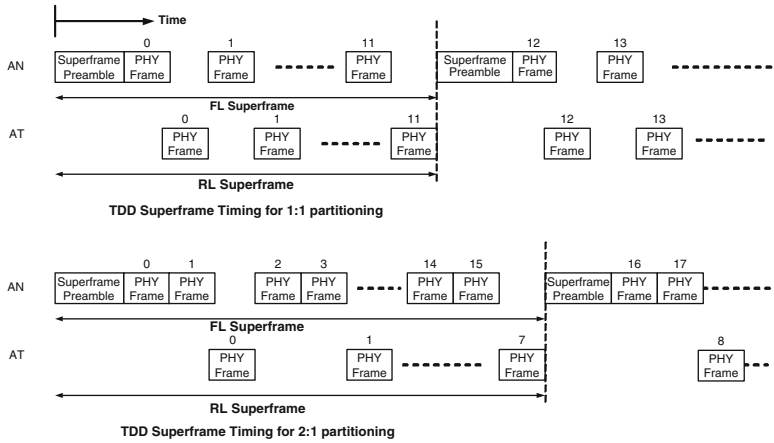 Time
0 1 11 12 13
AN
Superframe Preamble PHY Frame PHY Frame PHY Frame Superframe Preamble PHY Frame PHY Frame
FL Superframe
0 1 11 12 13
AT
PHY Frame PHY Frame PHY Frame PHY Frame PHY Frame
RL Superframe
TDD Superframe Timing for 1:1 partitioning
0 1 2 3 14 15 16 17
AN
Superframe Preamble PHY Frame PHY Frame PHY Frame PHY Frame PHY Frame PHY Frame Superframe Preamble PHY Frame PHY Frame
FL Superframe
0 1 7 8
AT
PHY Frame PHY Frame PHY Frame PHY Frame
RL Superframe
TDD Superframe Timing for 2:1 partitioning